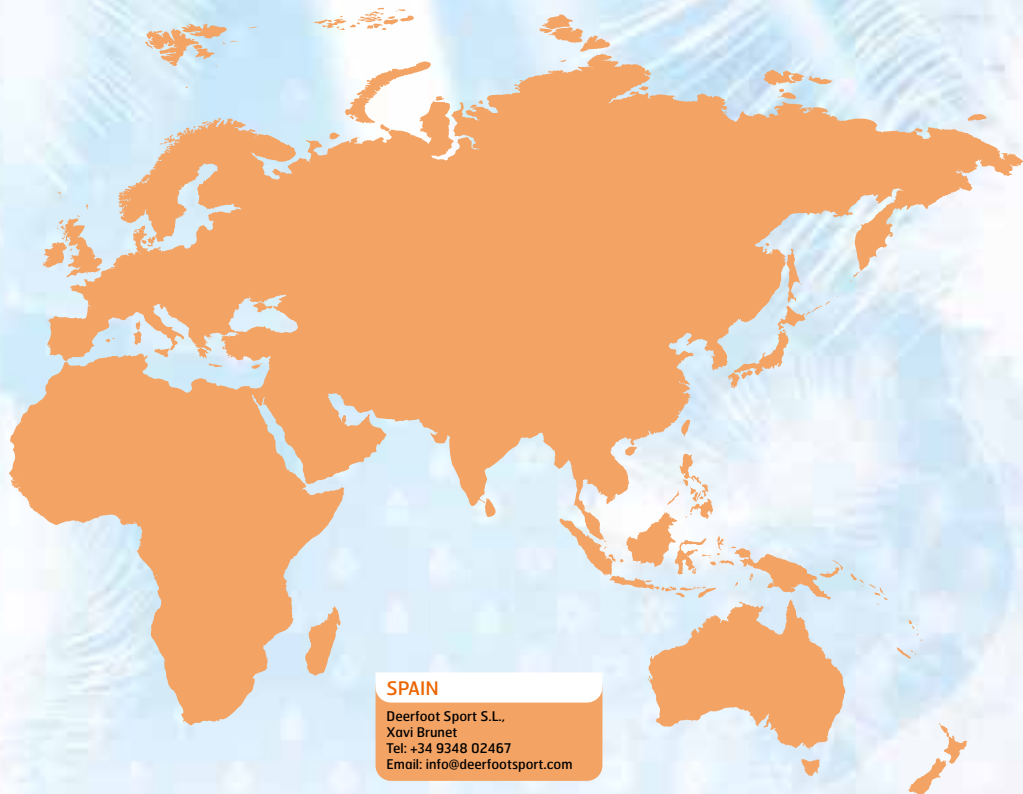 SPAIN
Deerfoot Sport S.L.,
Xavi Brunet
Tel: +34 9348 02467
Email: info@deerfootsport.com